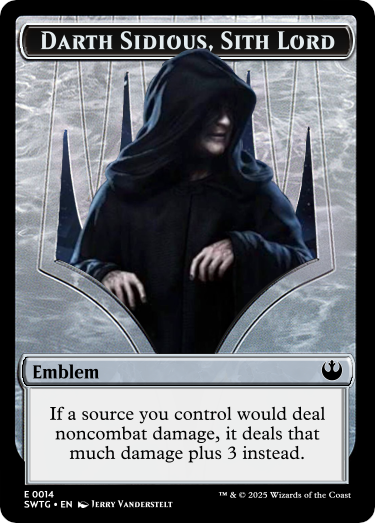 Darth Sidious, Sith Lord
Emblem
If a source you control would deal
noncombat damage, it deals that
much damage plus 3 instead.
E 0014
SWTG • EN Jerry Vanderstelt
™ & © 2025 Wizards of the Coast